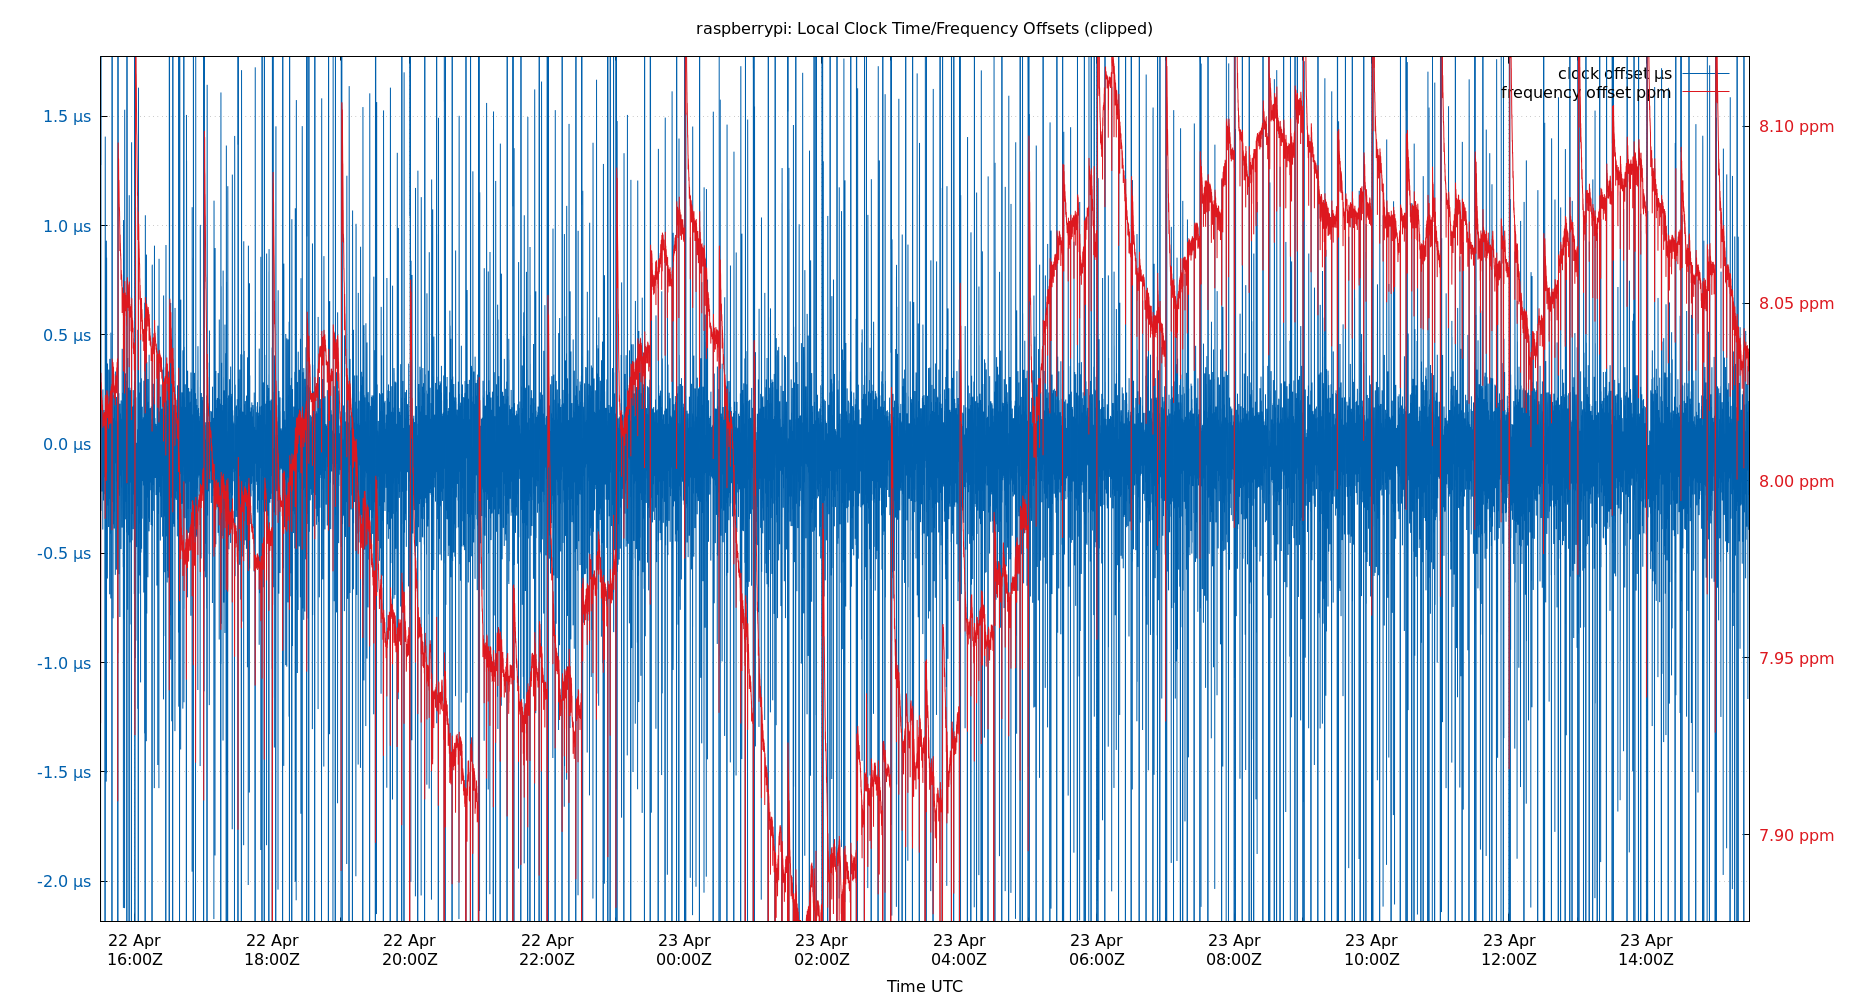 raspberrypi: Local Clock Time/Frequency Offsets (clipped)
clock offset µs
frequency offset ppm
1.5 µs
1.0 µs
0.5 µs
0.0 µs
-0.5 µs
-1.0 µs
-1.5 µs
-2.0 µs
8.10 ppm
8.05 ppm
8.00 ppm
7.95 ppm
7.90 ppm
22 Apr 22 Apr 22 Apr 22 Apr 23 Apr 23 Apr 23 Apr 23 Apr 23 Apr 23 Apr 23 Apr 23 Apr
16:00Z 18:00Z 20:00Z 22:00Z 00:00Z 02:00Z 04:00Z 06:00Z 08:00Z 10:00Z 12:00Z 14:00Z
Time UTC